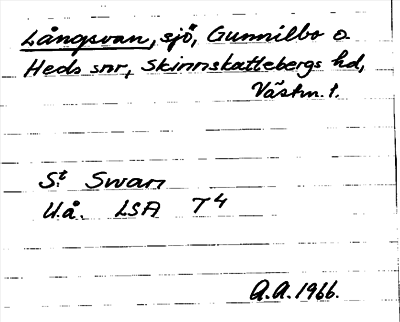 Långsvan, sjö, Gunnilbo o
Heds snr, Skinnskattebergs hd,
Västm. l.
St Swan
U.å. LSA T4
A.A. 1966.